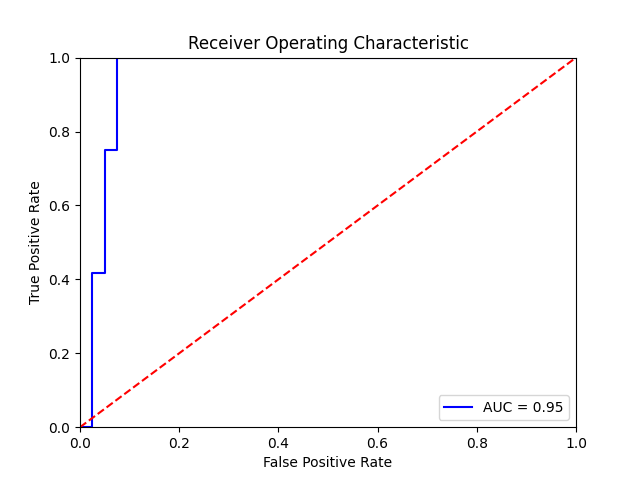 Receiver Operating Characteristic
True Positive Rate
1.0
0.8
0.6
0.4
0.2
0.0
AUC = 0.95
0.0 0.2 0.4 0.6 0.8 1.0
False Positive Rate